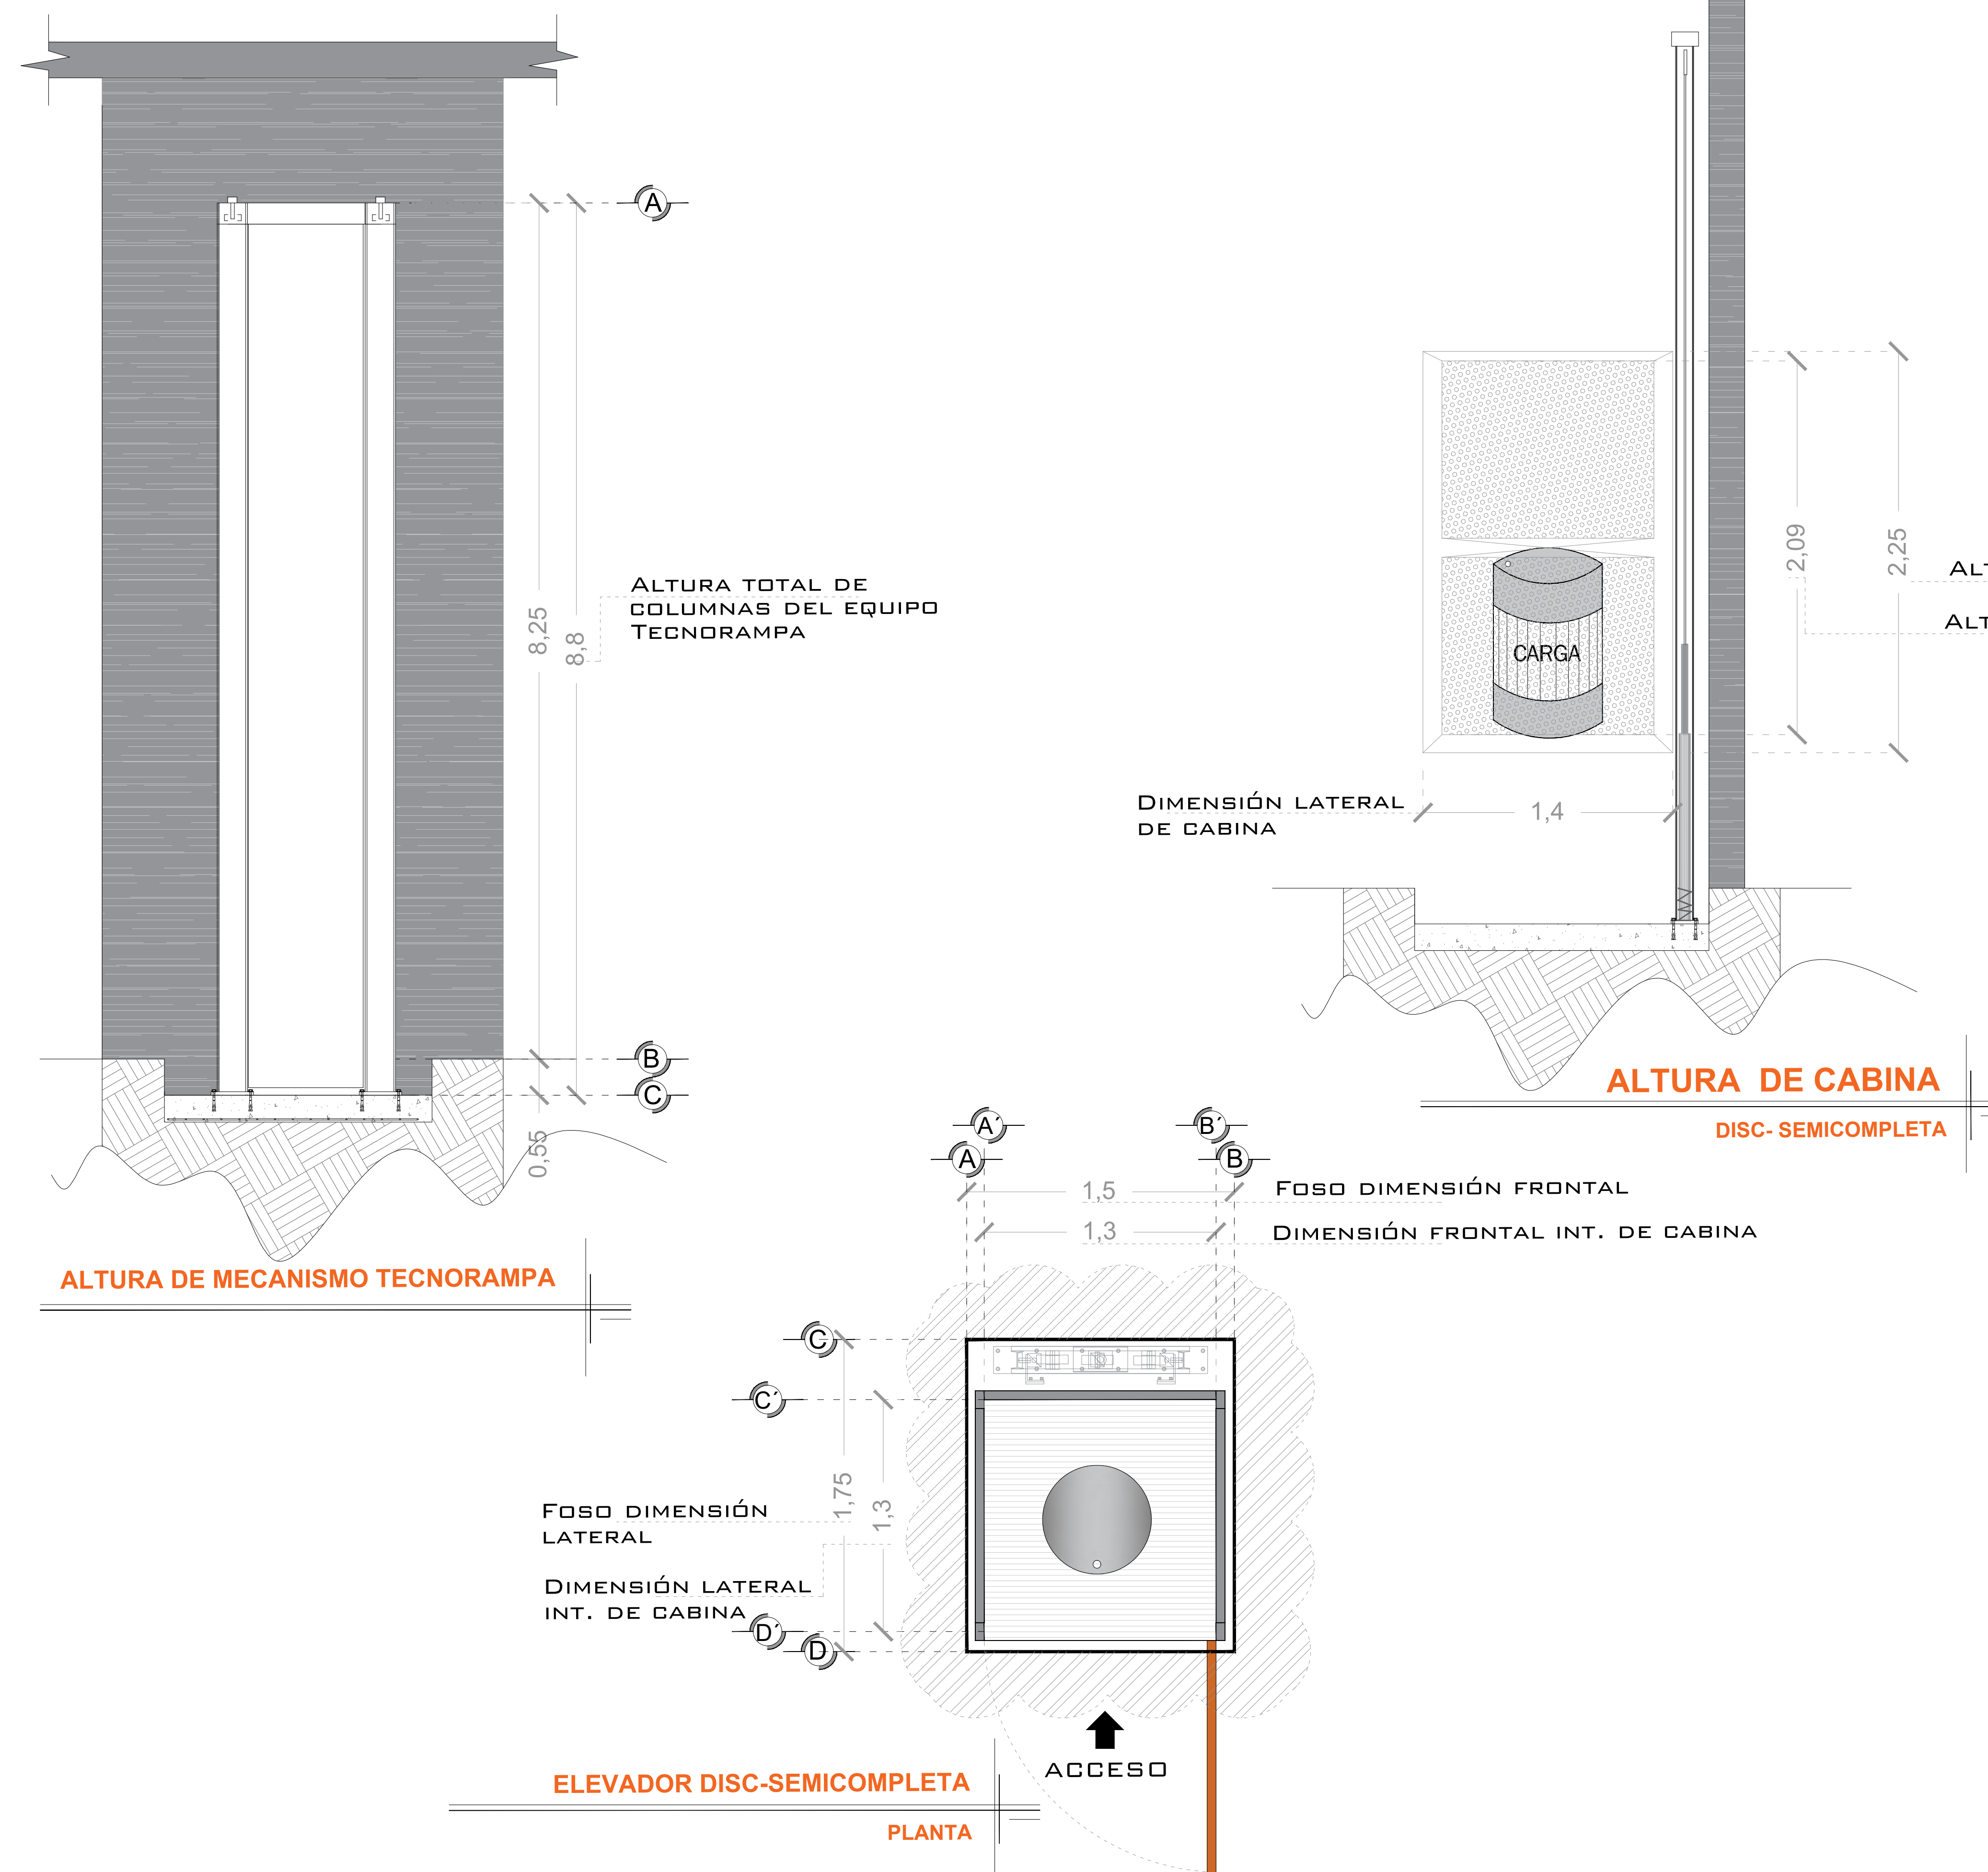 A
ALTURA TOTAL DE
COLUMNAS DEL EQUIPO
TECNORAMPA
8,25
8,8
B
C
0,55
ALTURA DE MECANISMO TECNORAMPA
CARGA
2,09
2,25
ALT
ALT
DIMENSIÓN LATERAL
DE CABINA
1,4
ALTURA DE CABINA
DISC- SEMICOMPLETA
A´
B´
A
B
1,5
FOSO DIMENSIÓN FRONTAL
1,3
DIMENSIÓN FRONTAL INT. DE CABINA
C
C´
1,75
1,3
FOSO DIMENSIÓN
LATERAL
DIMENSIÓN LATERAL
INT. DE CABINA
D´
D
ACCESO
ELEVADOR DISC-SEMICOMPLETA
PLANTA